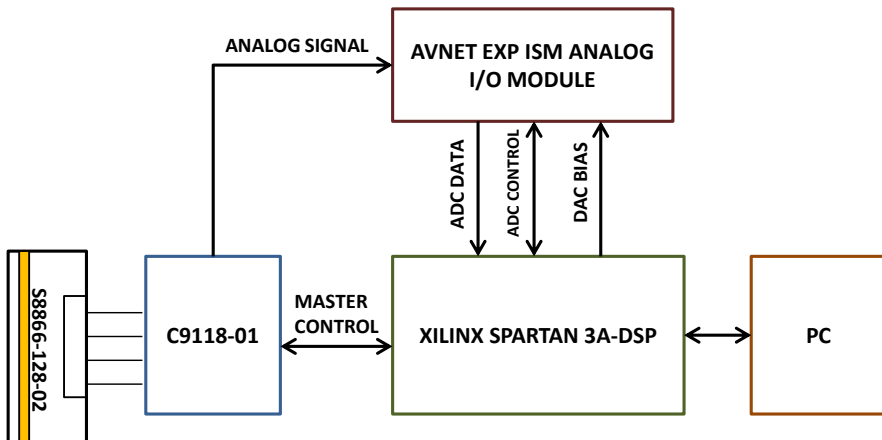 ANALOG SIGNAL
AVNET EXP ISM ANALOG
I/O MODULE
ADC DATA
ADC CONTROL
DAC BIAS
S8866-128-02
C9118-01
MASTER
CONTROL
XILINX SPARTAN 3A-DSP
PC